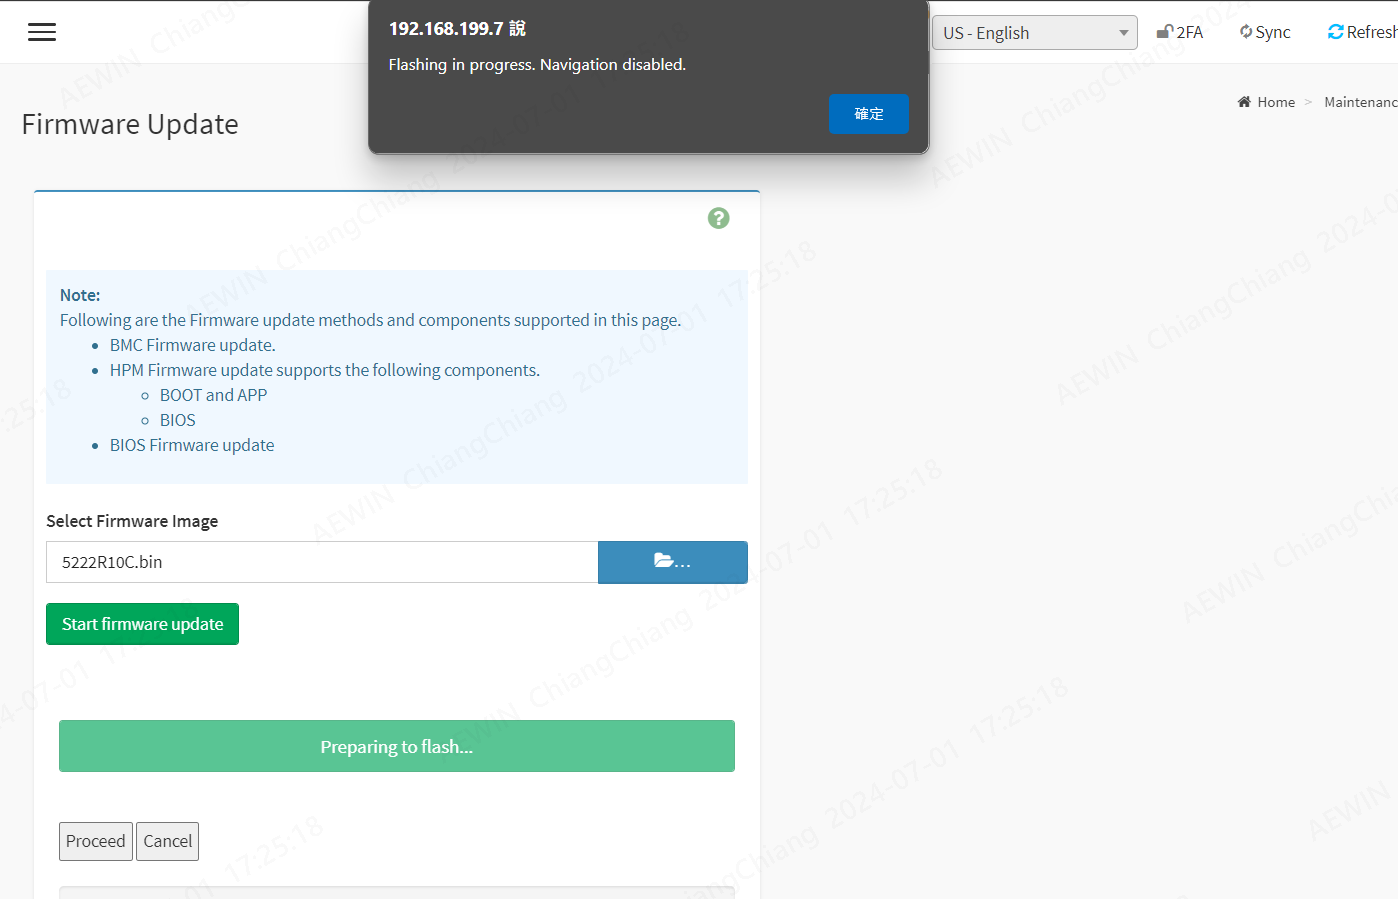 192.168.199.7 說
Flashing in progress. Navigation disabled.
確定
US - English
2FA
Sync
Refresh
Home > Maintenanc
Firmware Update
Note:
Following are the Firmware update methods and components supported in this page.
BMC Firmware update.
HPM Firmware update supports the following components.
BOOT and APP
BIOS
BIOS Firmware update
Select Firmware Image
5222R10C.bin
...
Start firmware update
Preparing to flash...
Proceed
Cancel
AEWIN ChiangChiang 2024-07-01 17:25:18